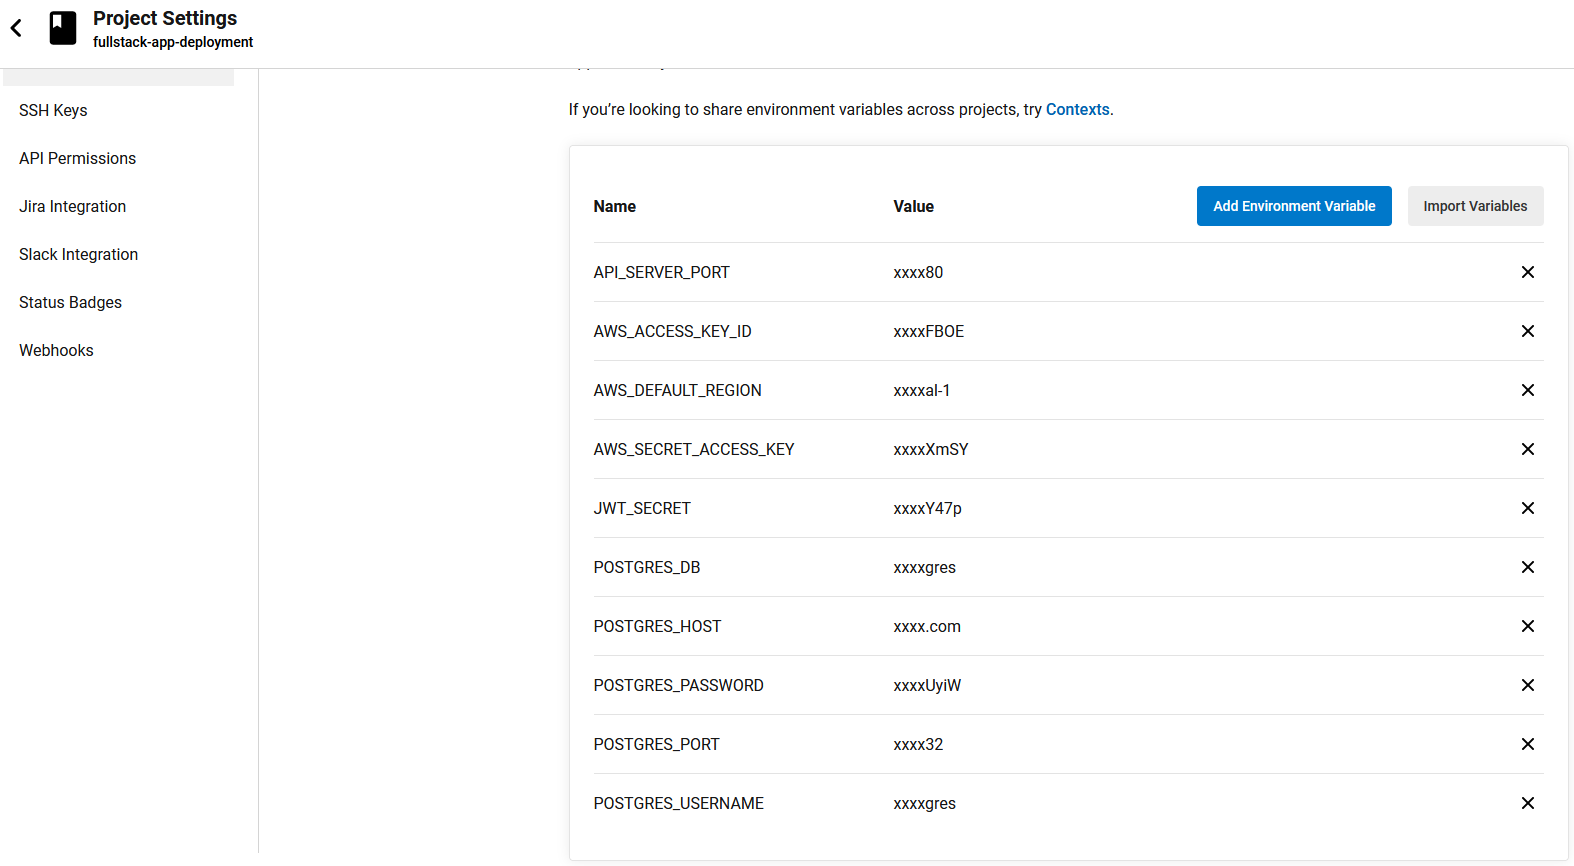 Project Settings
fullstack-app-deployment
SSH Keys
API Permissions
Jira Integration
Slack Integration
Status Badges
Webhooks
If you’re looking to share environment variables across projects, try Contexts.
Name Value Add Environment Variable Import Variables
API_SERVER_PORT xxxx80
AWS_ACCESS_KEY_ID xxxxFBOE
AWS_DEFAULT_REGION xxxxal-1
AWS_SECRET_ACCESS_KEY xxxxXmSY
JWT_SECRET xxxxY47p
POSTGRES_DB xxxxgres
POSTGRES_HOST xxxx.com
POSTGRES_PASSWORD xxxxUyiW
POSTGRES_PORT xxxx32
POSTGRES_USERNAME xxxxgres